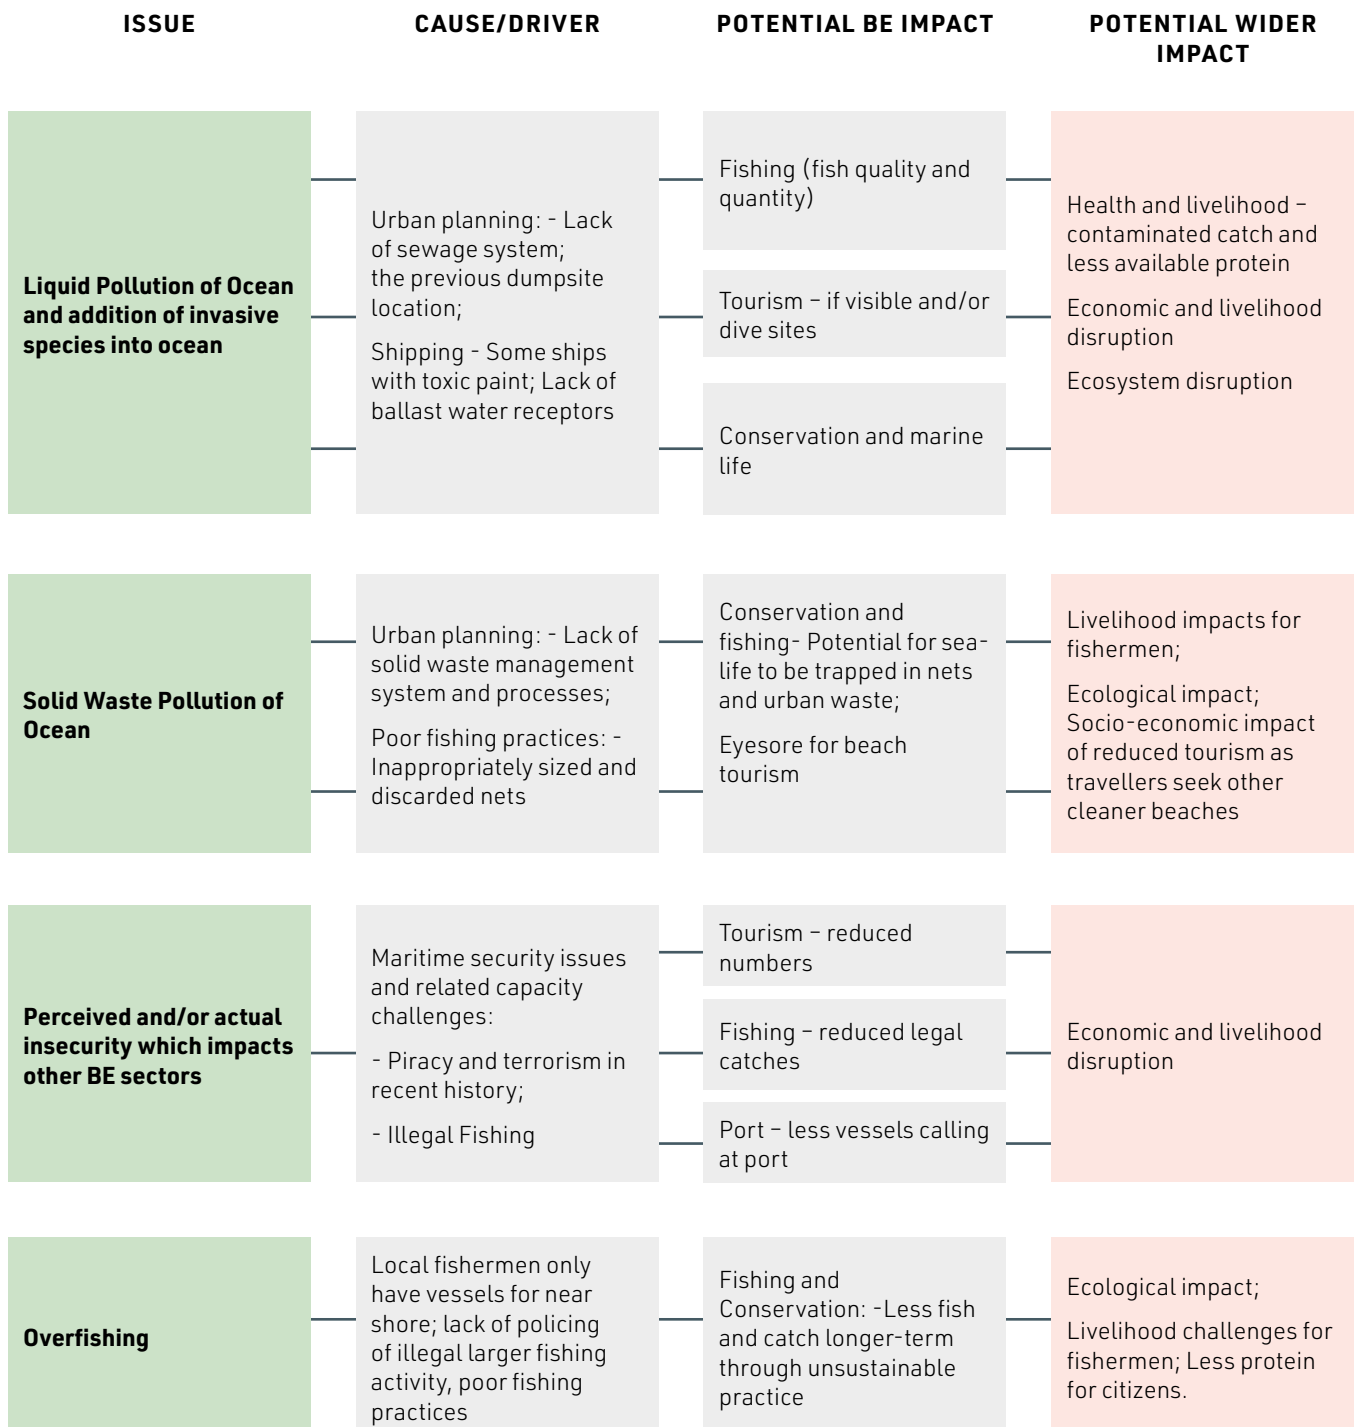 ISSUE
CAUSE/DRIVER
POTENTIAL BE IMPACT
POTENTIAL WIDER
IMPACT
Liquid Pollution of Ocean
and addition of invasive
species into ocean
Urban planning: - Lack
of sewage system;
the previous dumpsite
location;
Shipping - Some ships
with toxic paint; Lack of
ballast water receptors
Fishing (fish quality and
quantity)
Tourism – if visible and/or
dive sites
Conservation and marine
life
Health and livelihood –
contaminated catch and
less available protein
Economic and livelihood
disruption
Ecosystem disruption
Solid Waste Pollution of
Ocean
Urban planning: - Lack of
solid waste management
system and processes;
Poor fishing practices: -
Inappropriately sized and
discarded nets
Conservation and
fishing- Potential for sea-
life to be trapped in nets
and urban waste;
Eyesore for beach
tourism
Livelihood impacts for
fishermen;
Ecological impact;
Socio-economic impact
of reduced tourism as
travellers seek other
cleaner beaches
Perceived and/or actual
insecurity which impacts
other BE sectors
Maritime security issues
and related capacity
challenges:
- Piracy and terrorism in
recent history;
- Illegal Fishing
Tourism – reduced
numbers
Fishing – reduced legal
catches
Port – less vessels calling
at port
Economic and livelihood
disruption
Overfishing
Local fishermen only
have vessels for near
shore; lack of policing
of illegal larger fishing
activity, poor fishing
practices
Fishing and
Conservation: -Less fish
and catch longer-term
through unsustainable
practice
Ecological impact;
Livelihood challenges for
fishermen; Less protein
for citizens.